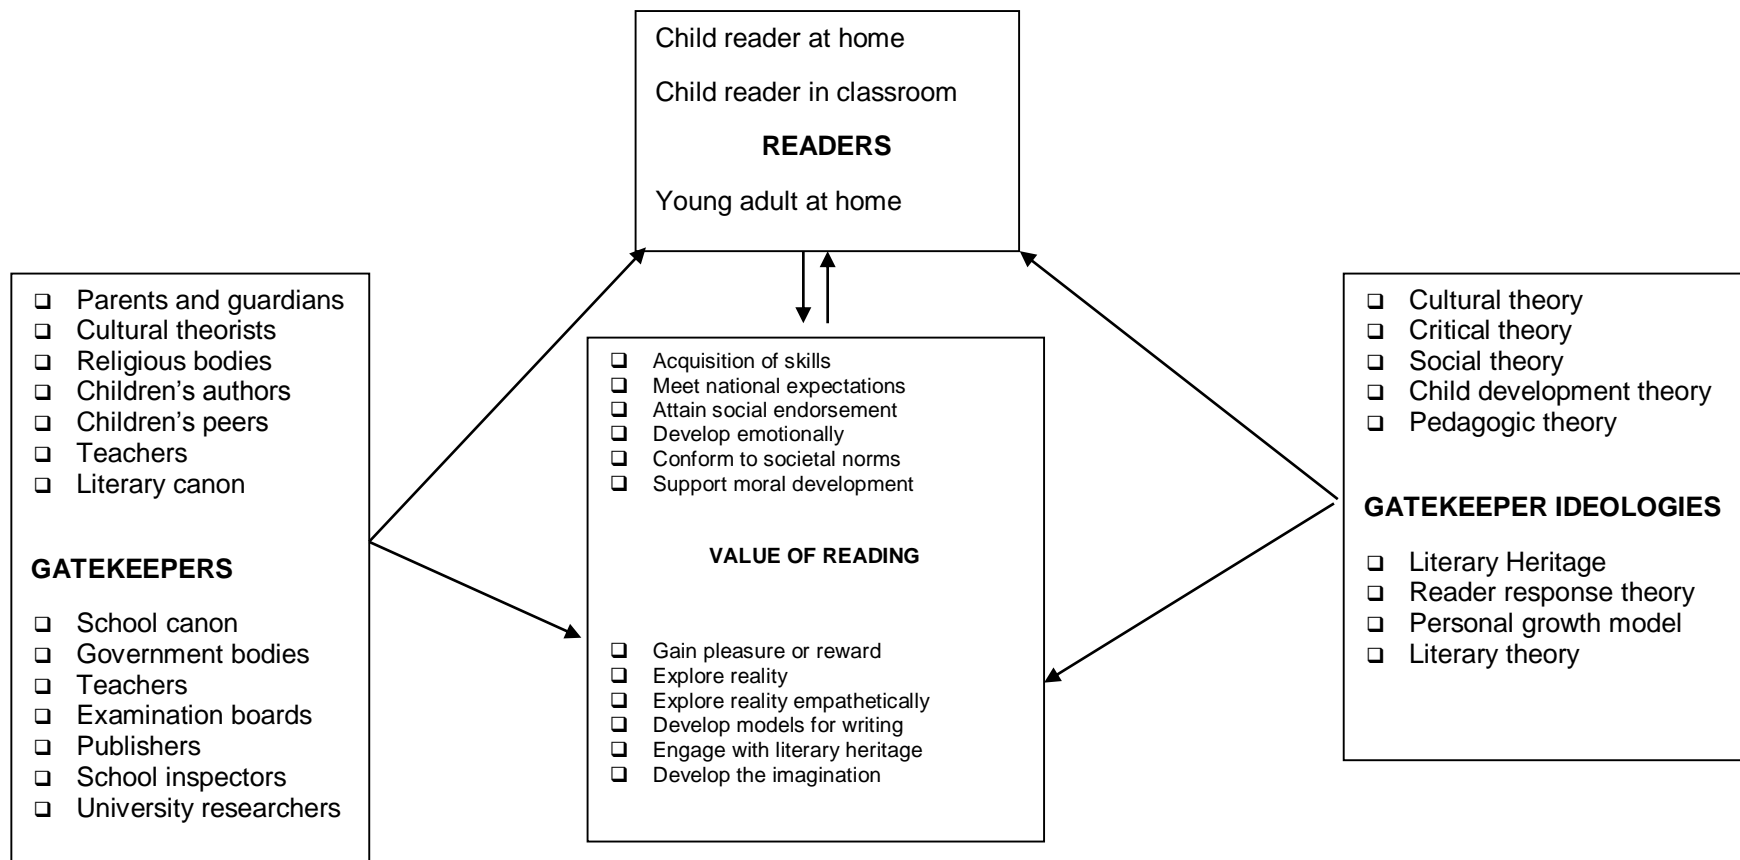 Child reader at home
Child reader in classroom
READERS
Young adult at home
❑ Parents and guardians
❑ Cultural theorists
❑ Religious bodies
❑ Children’s authors
❑ Children’s peers
❑ Teachers
❑ Literary canon
GATEKEEPERS
❑ School canon
❑ Government bodies
❑ Teachers
❑ Examination boards
❑ Publishers
❑ School inspectors
❑ University researchers
❑ Acquisition of skills
❑ Meet national expectations
❑ Attain social endorsement
❑ Develop emotionally
❑ Conform to societal norms
❑ Support moral development
VALUE OF READING
❑ Gain pleasure or reward
❑ Explore reality
❑ Explore reality empathetically
❑ Develop models for writing
❑ Engage with literary heritage
❑ Develop the imagination
❑ Cultural theory
❑ Critical theory
❑ Social theory
❑ Child development theory
❑ Pedagogic theory
GATEKEEPER IDEOLOGIES
❑ Literary Heritage
❑ Reader response theory
❑ Personal growth model
❑ Literary theory